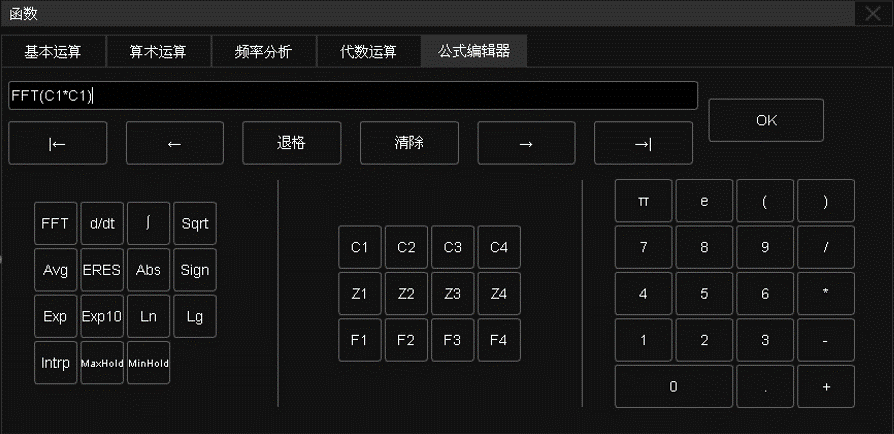 函数
基本运算 算术运算 频率分析 代数运算 公式编辑器
FFT(C1*C1)
OK
|← ← 退格 清除 → →|
π e ( )
FFT d/dt ∫ Sqrt
C1 C2 C3 C4
7 8 9 /
Avg ERES Abs Sign
Z1 Z2 Z3 Z4
4 5 6 *
Exp Exp10 Ln Lg
F1 F2 F3 F4
1 2 3 -
Intrp MaxHold MinHold
0 . +